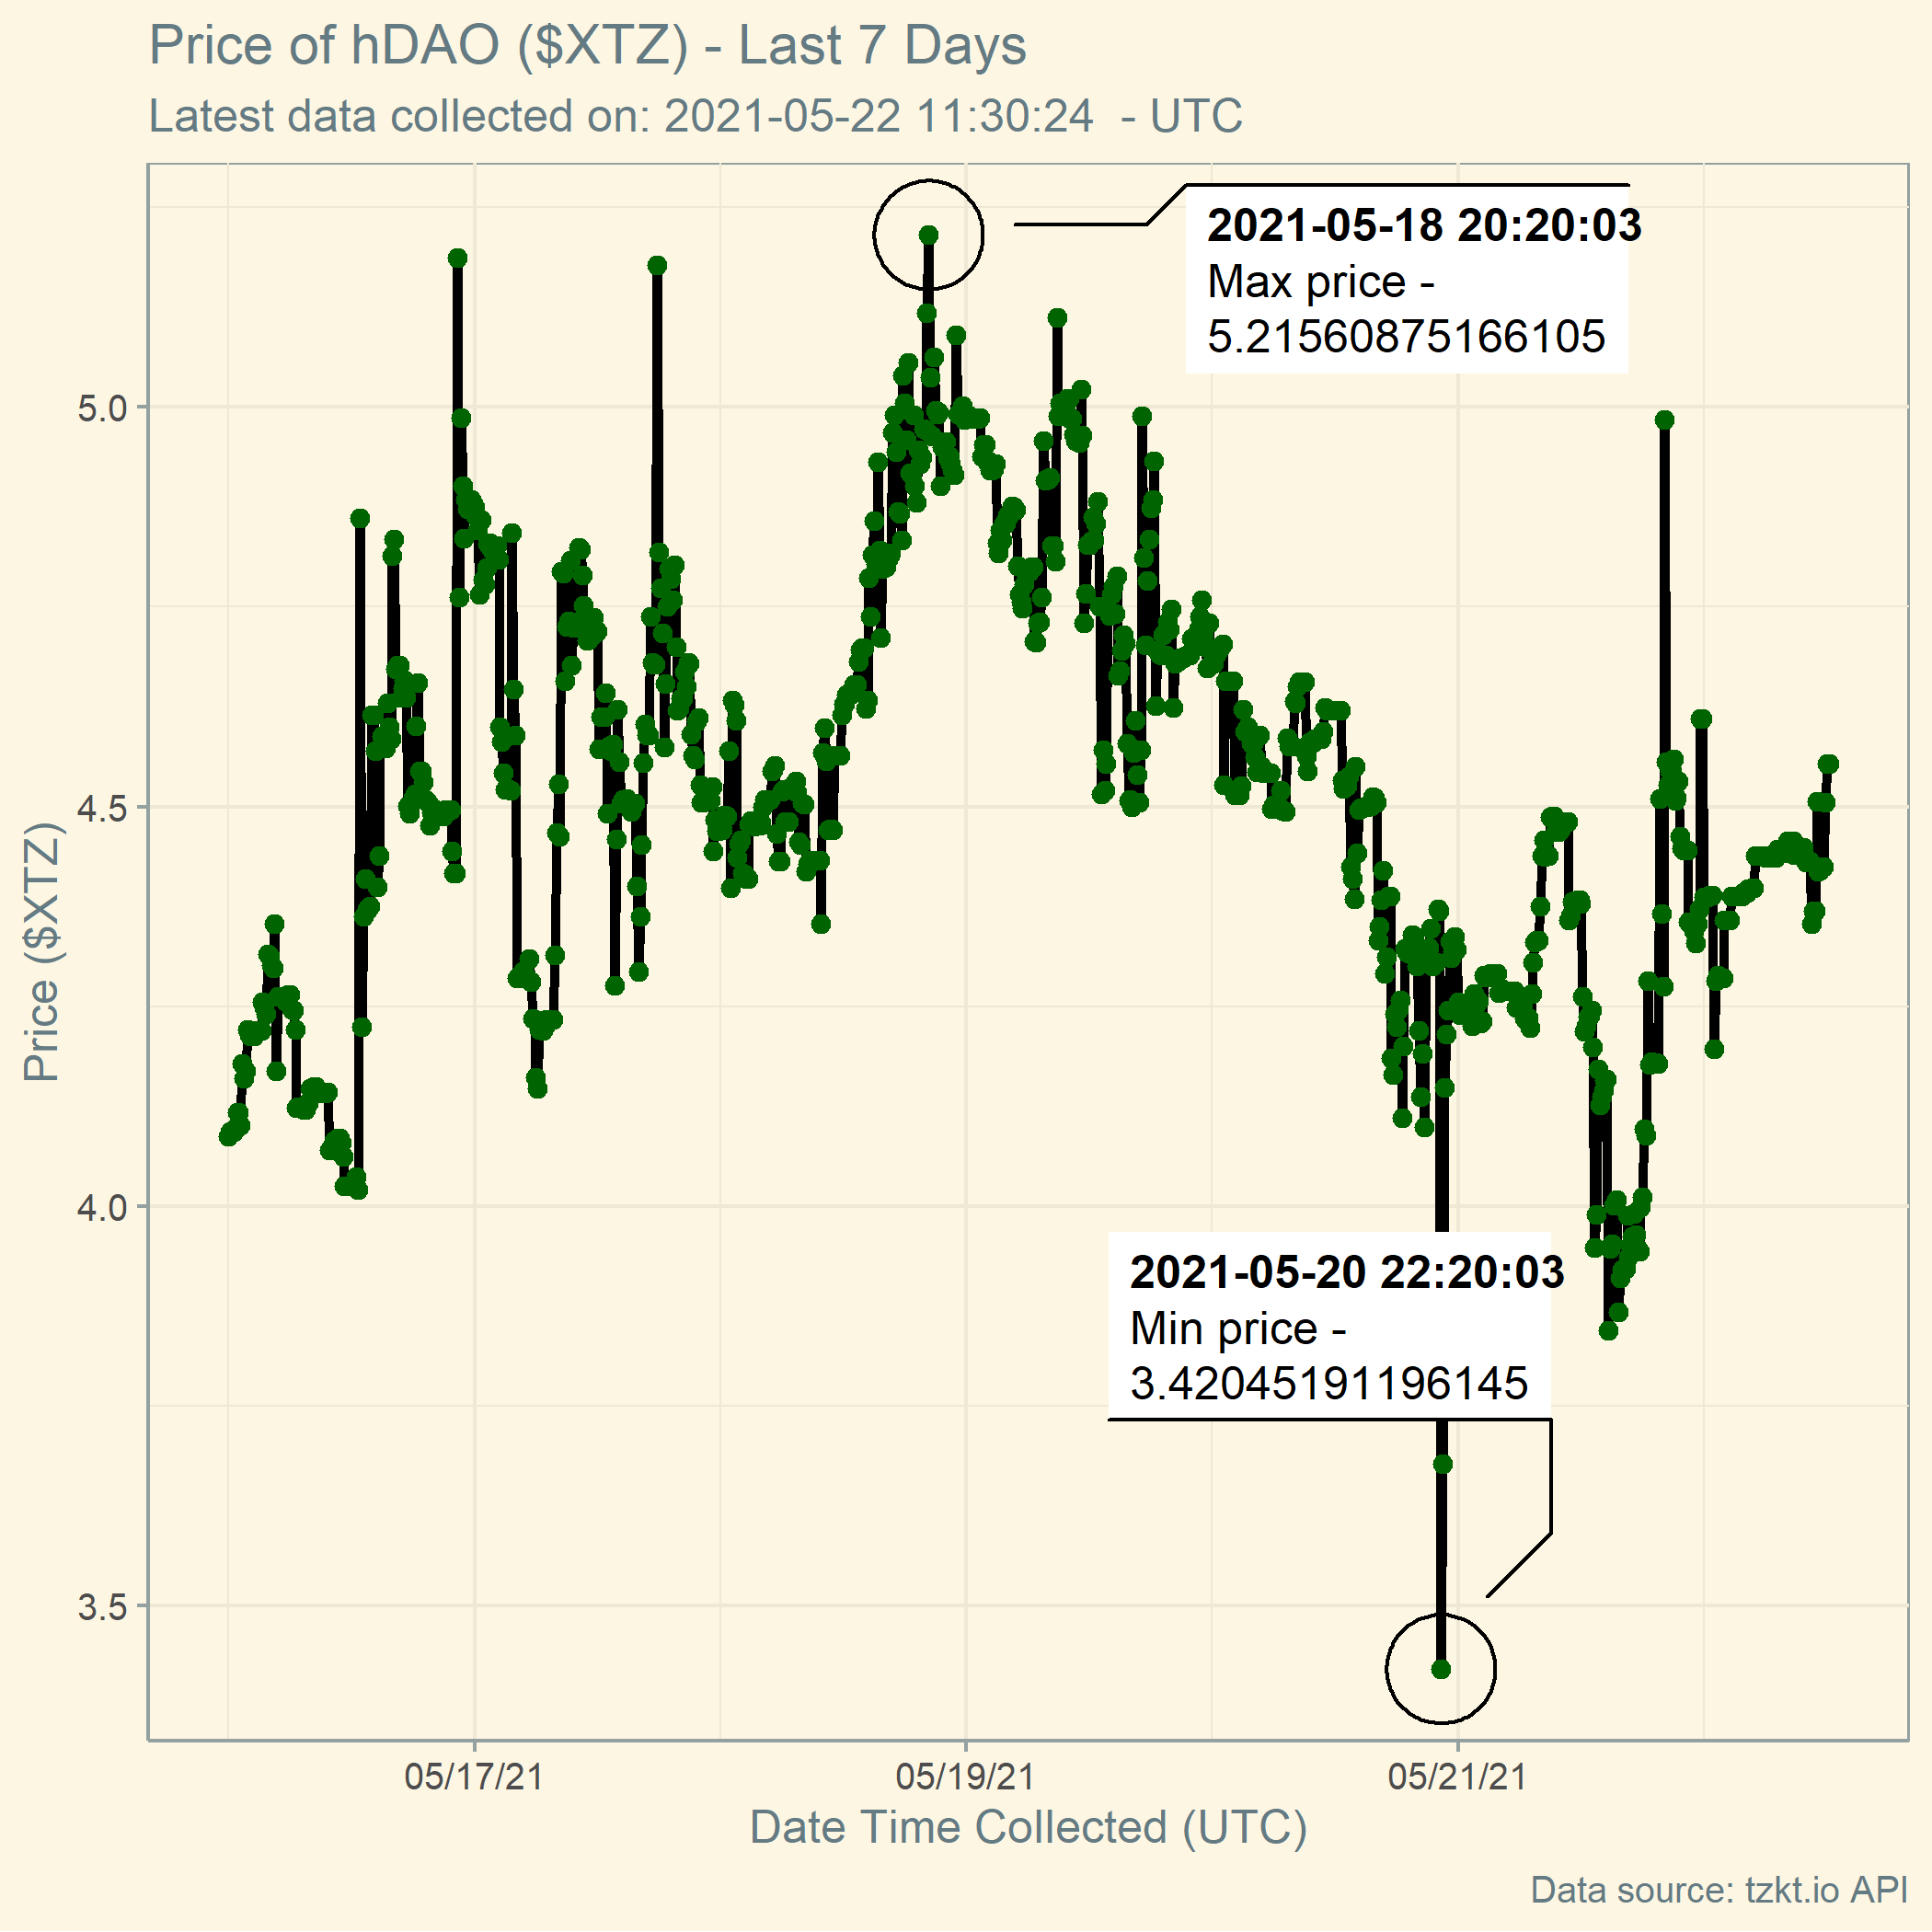 Price of hDAO ($XTZ) - Last 7 Days
Latest data collected on: 2021-05-22 11:30:24  - UTC
2021-05-18 20:20:03
Max price -
5.21560875166105
5.0
4.5
4.0
3.5
Price ($XTZ)
2021-05-20 22:20:03
Min price -
3.42045191196145
05/17/21
05/19/21
05/21/21
Date Time Collected (UTC)
Data source: tzkt.io API